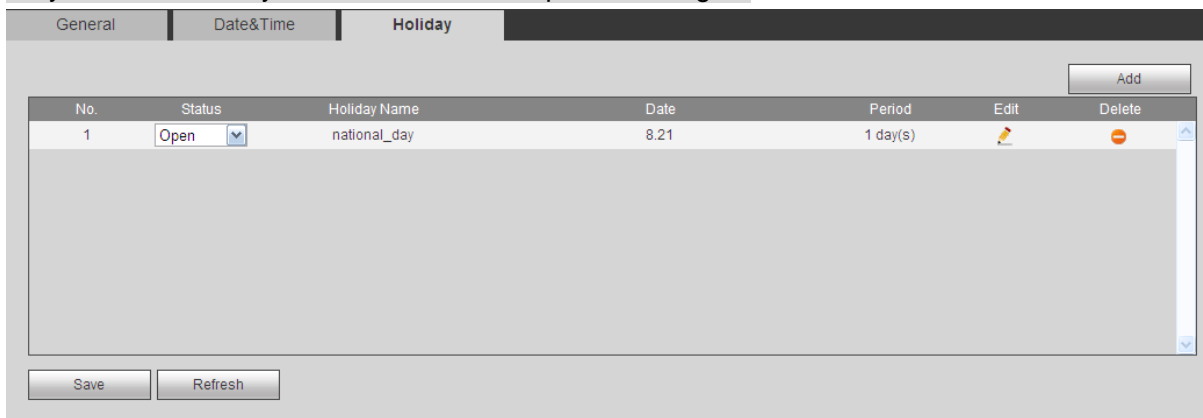 General Date&Time Holiday
Add
No. Status Holiday Name Date Period Edit Delete
1 Open national_day 8.21 1 day(s)
Save Refresh